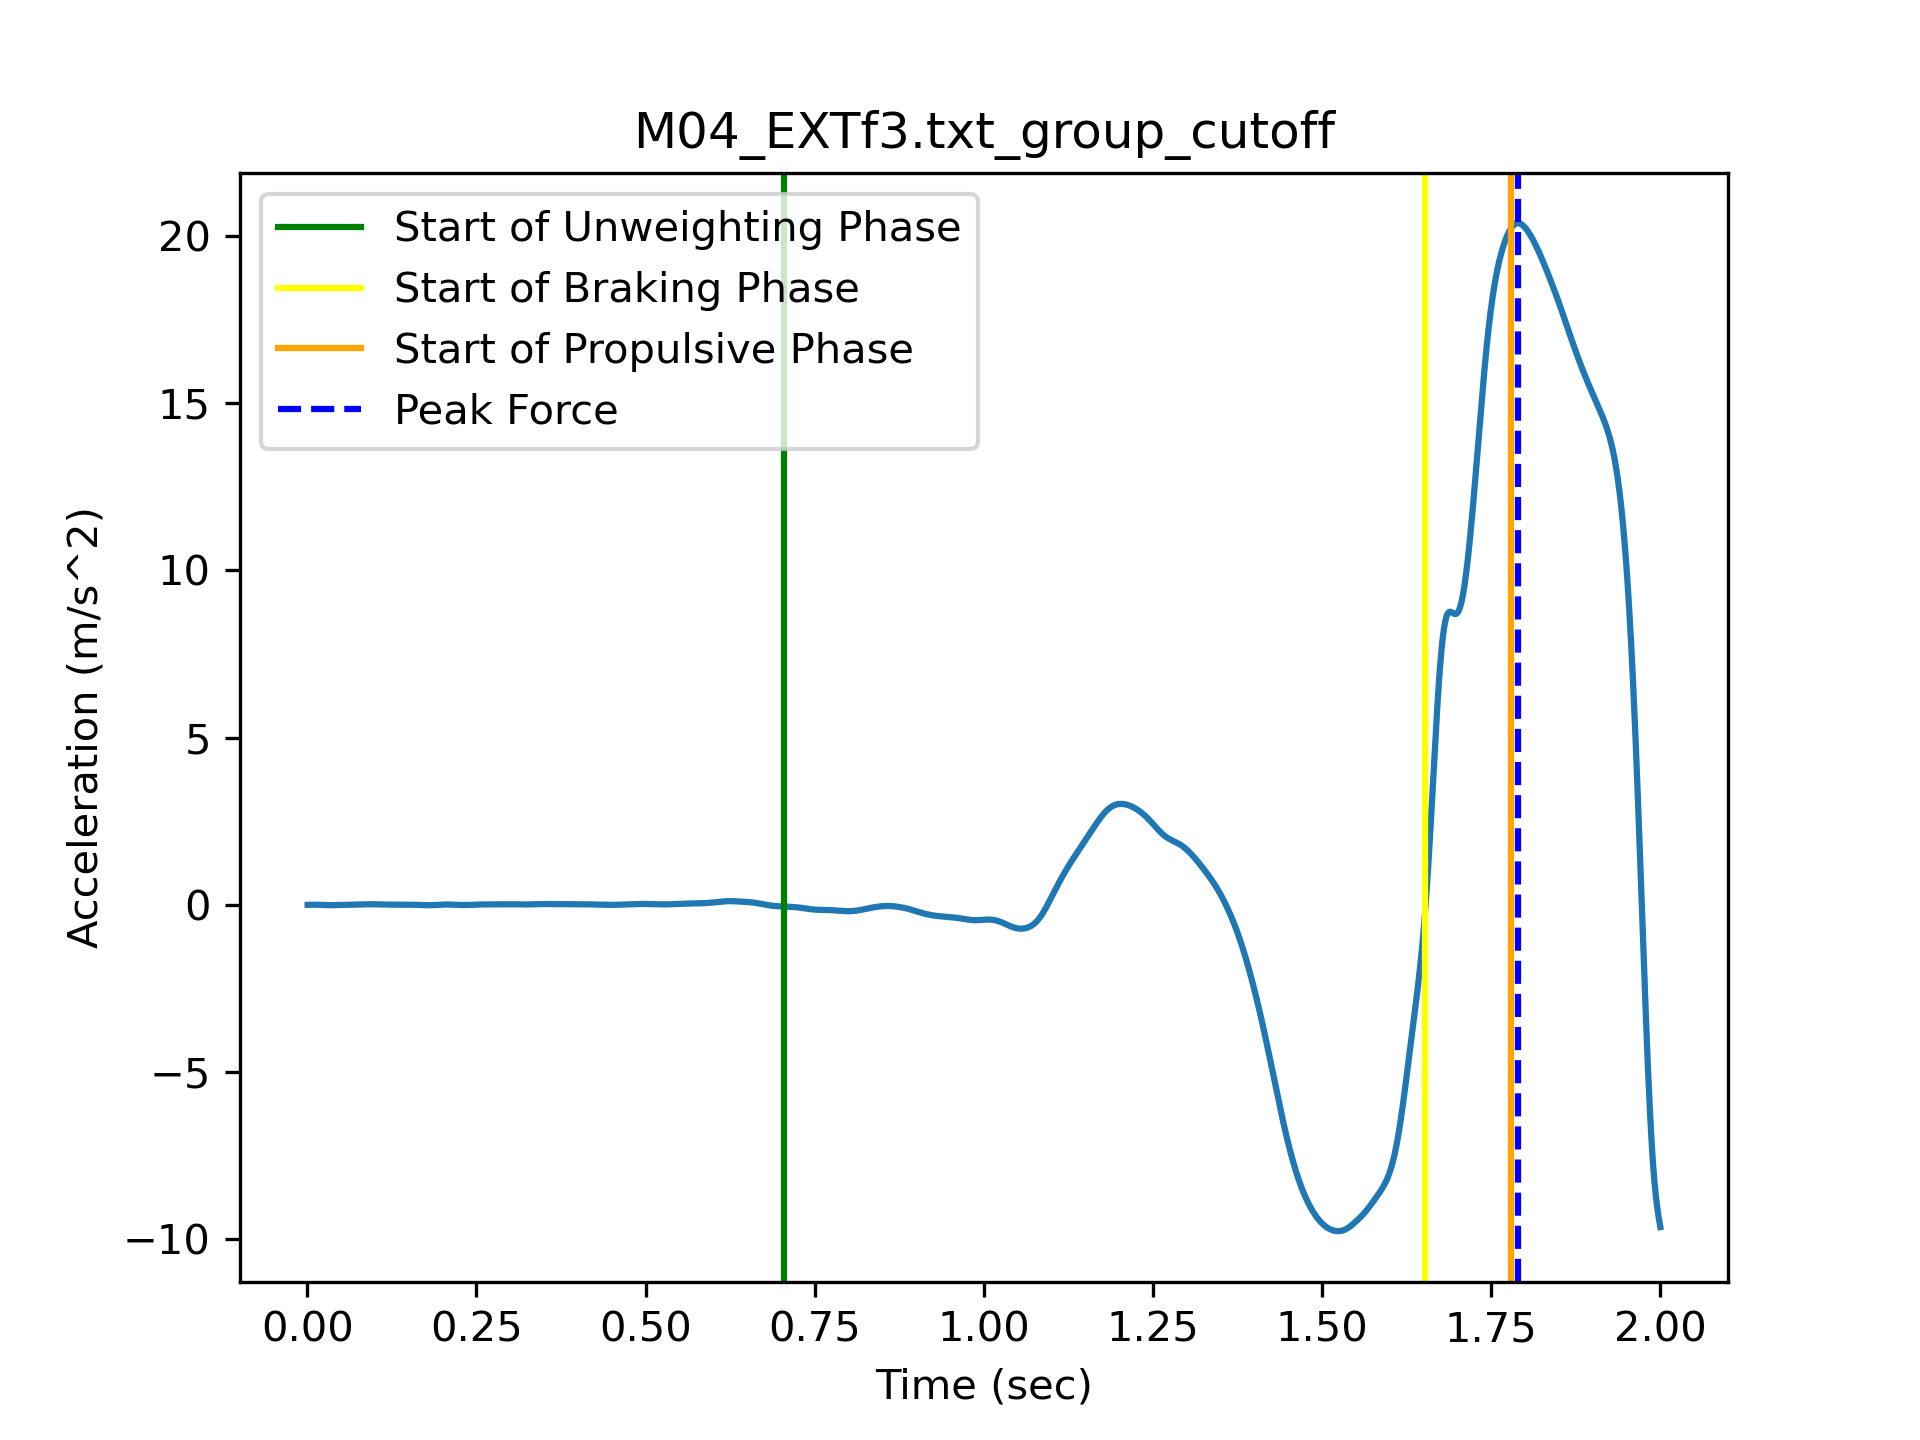 M04_EXTf3.txt_group_cutoff
Start of Unweighting Phase
Start of Braking Phase
Start of Propulsive Phase
Peak Force
20
15
10
5
0
−5
−10
Acceleration (m/s^2)
0.00 0.25 0.50 0.75 1.00 1.25 1.50 1.75 2.00
Time (sec)